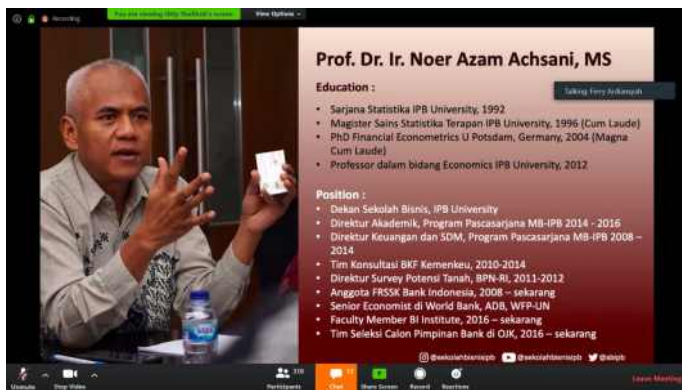 Recording
You are viewing
screen
View Options
Prof. Dr. Ir. Noer Azam Achsani, MS
Education :
Talking: Ferry Ardiansyah
• Sarjana Statistika IPB University, 1992
• Magister Sains Statistika Terapan IPB University, 1996 (Cum Laude)
• PhD Financial Econometrics U Potsdam, Germany, 2004 (Magna
Cum Laude)
• Professor dalam bidang Economics IPB University, 2012
Position :
• Dekan Sekolah Bisnis, IPB University
• Direktur Akademik, Program Pascasarjana MB-IPB 2014 - 2016
• Direktur Keuangan dan SDM, Program Pascasarjana MB-IPB 2008 –
2014
• Tim Konsultasi BKF Kemenkeu, 2010-2014
• Direktur Survey Potensi Tanah, BPN-RI, 2011-2012
• Anggota FRSSK Bank Indonesia, 2008 – sekarang
• Senior Economist di World Bank, ADB, WFP-UN
• Faculty Member BI Institute, 2016 – sekarang
• Tim Seleksi Calon Pimpinan Bank di OJK, 2016 – sekarang
@sekolahbisnisipb @sekolahbisnisipb @sbipb
Unmute Stop Video Participants Chat Share Screen Record Reactions Leave Meeting